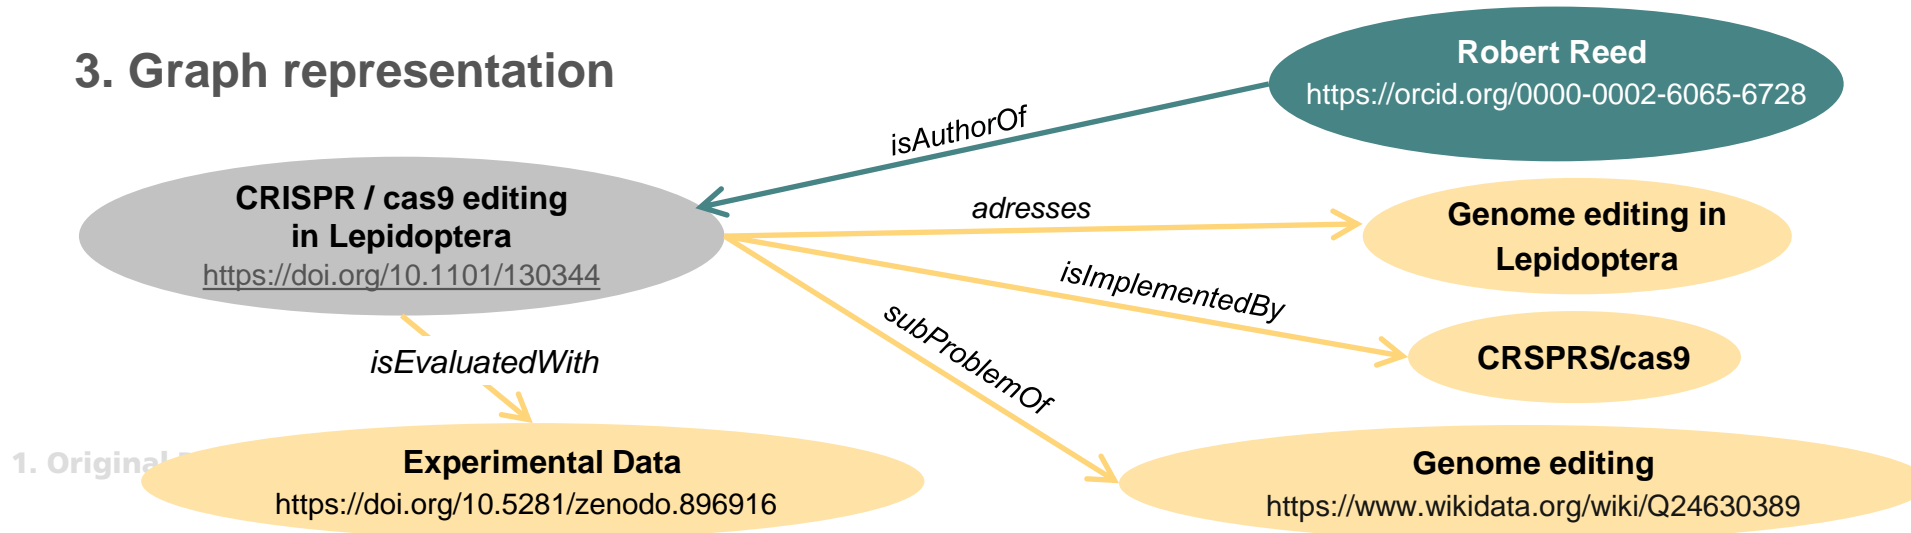 3. Graph representation
Robert Reed
https://orcid.org/0000-0002-6065-6728
isAuthorOf
CRISPR / cas9 editing
in Lepidoptera
https://doi.org/10.1101/130344
adresses
Genome editing in
Lepidoptera
isImplementedBy
CRSPRS/cas9
subProblemOf
isEvaluatedWith
1. Original
Experimental Data
https://doi.org/10.5281/zenodo.896916
Genome editing
https://www.wikidata.org/wiki/Q24630389